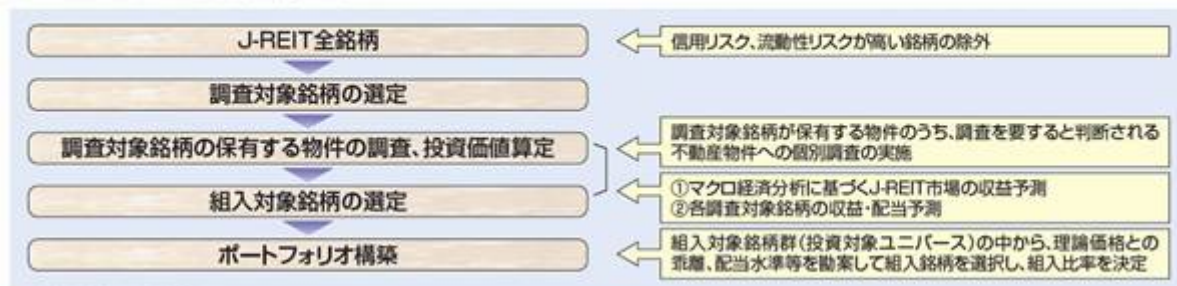 J-REIT全銘柄
信用リスク、流動性リスクが高い銘柄の除外
調査対象銘柄の選定
調査対象銘柄の保有する物件の調査、投資価値算定
調査対象銘柄が保有する物件のうち、調査を要すると判断される
不動産物件への個別調査の実施
組入対象銘柄の選定
①マクロ経済分析に基づくJ-REIT市場の収益予測
②各調査対象銘柄の収益・配当予測
ポートフォリオ構築
組入対象銘柄群(投資対象ユニバース)の中から、理論価格との
乖離、配当水準等を勘案して組入銘柄を選択し、組入比率を決定